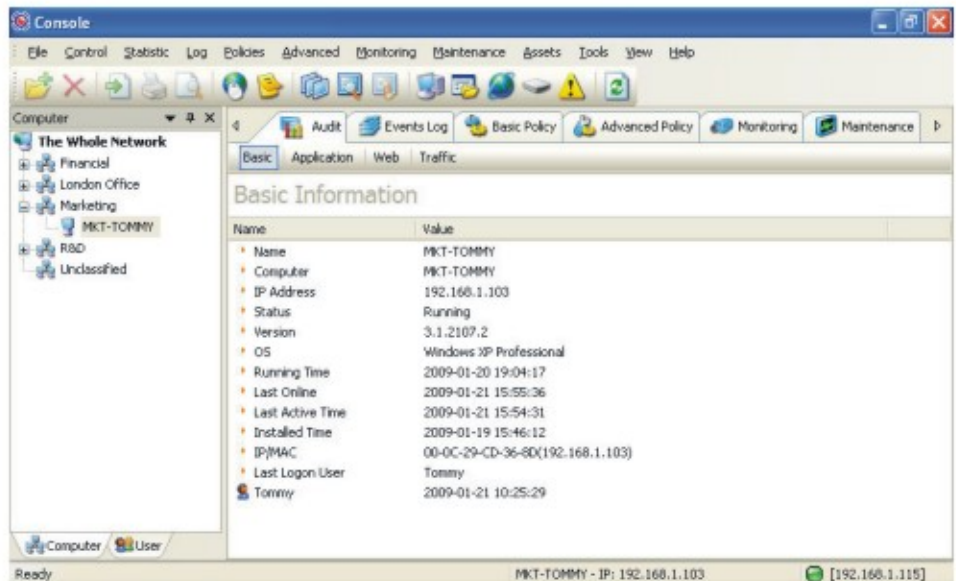 Console
File Control Statistic Log Policies Advanced Monitoring Maintenance Assets Tools View Help
Computer
The Whole Network
Financial
London Office
Marketing
MKT-TOMMY
R&D
Unclassified
Computer User
Audit Events Log Basic Policy Advanced Policy Monitoring Maintenance
Basic Application Web Traffic
Basic Information
Name Value
Name MKT-TOMMY
Computer MKT-TOMMY
IP Address 192.168.1.103
Status Running
Version 3.1.2107.2
OS Windows XP Professional
Running Time 2009-01-20 19:04:17
Last Online 2009-01-21 15:55:36
Last Active Time 2009-01-21 15:54:31
Installed Time 2009-01-19 15:46:12
IP/MAC 00-0C-29-CD-36-8D(192.168.1.103)
Last Logon User Tommy
Tommy 2009-01-21 10:25:29
Ready MKT-TOMMY - IP: 192.168.1.103 [192.168.1.115]